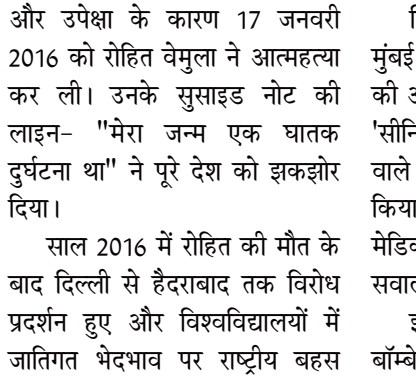 और उपेक्षा के कारण 17 जनवरी
2016 को रोहित वेमुला ने आत्महत्या
कर ली। उनके सुसाइड नोट की
लाइन- "मेरा जन्म एक घातक
दुर्घटना था" ने पूरे देश को झकझोर
दिया।
साल 2016 में रोहित की मौत के
बाद दिल्ली से हैदराबाद तक विरोध
प्रदर्शन हुए और विश्वविद्यालयों में
जातिगत भेदभाव पर राष्ट्रीय बहस
मुंबई
की
वाले